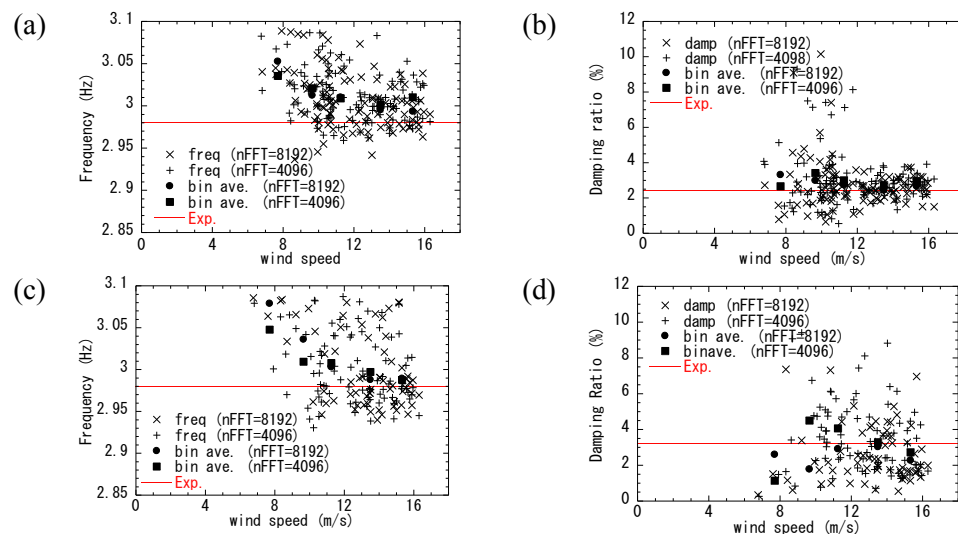 (a)
3.1
3.05
3
2.95
2.9
2.85
Frequency (Hz)
freq (nFFT=8192)
freq (nFFT=4096)
bin ave. (nFFT=8192)
bin ave. (nFFT=4096)
Exp.
0 4 8 12 16
wind speed
(b)
12
10
8
6
4
2
0
Damping ratio (%)
damp (nFFT=8192)
damp (nFFT=4098)
bin ave. (nFFT=8192)
bin ave. (nFFT=4096)
Exp.
0 4 8 12 16
wind speed (m/s)
(c)
3.1
3.05
3
2.95
2.9
2.85
Frequency (Hz)
freq (nFFT=8192)
freq (nFFT=4096)
bin ave. (nFFT=8192)
bin ave. (nFFT=4096)
Exp.
0 4 8 12 16
wind speed (m/s)
(d)
12
10
8
6
4
2
0
Damping Ratio (%)
damp (nFFT=8192)
damp (nFFT=4096)
bin ave. (nFFT=8192)
binave. (nFFT=4096)
Exp.
0 4 8 12 16
wind speed (m/s)